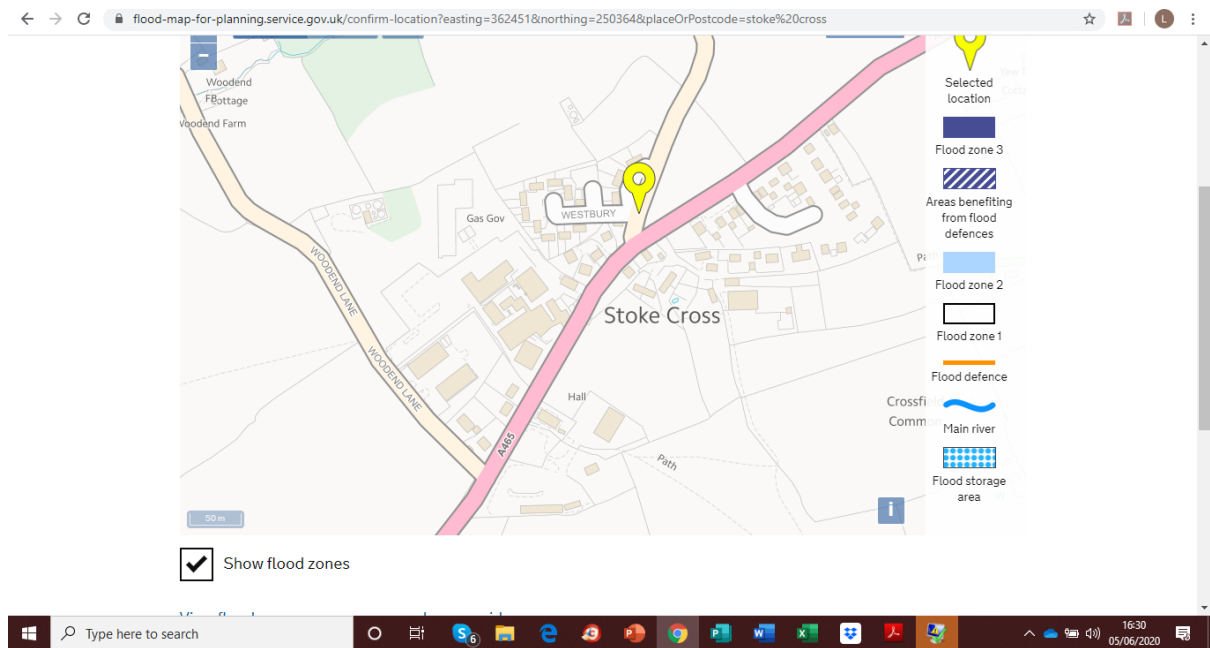 flood-map-for-planning.service.gov.uk/confirm-location?easting=362451&northing=250364&placeOrPostcode=stoke%20cross
L
Woodend
Cottage
Woodend Farm
Gas Gov
WESTBURY
WOODEND LANE
WOODEND LANE
Stoke Cross
Hall
A465
Path
50 m
i
Selected
location
Flood zone 3
Areas benefiting
from flood
defences
Flood zone 2
Flood zone 1
Flood defence
Main river
Flood storage
area
Show flood zones
Type here to search
6
16:30
05/06/2020